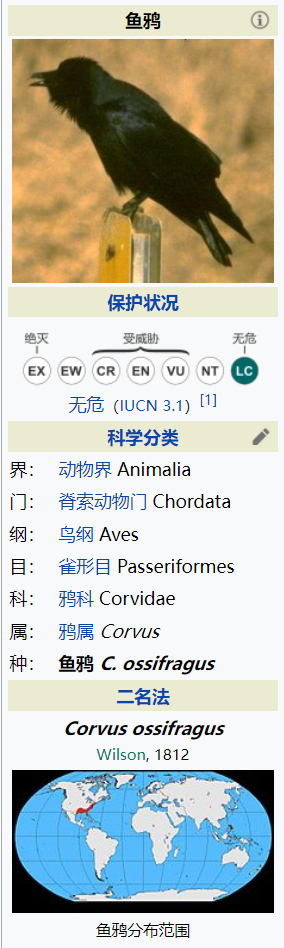 鱼鸦
保护状况
绝灭 受威胁 无危
EX EW CR EN VU NT LC
无危（IUCN 3.1）[1]
科学分类
界： 动物界 Animalia
门： 脊索动物门 Chordata
纲： 鸟纲 Aves
目： 雀形目 Passeriformes
科： 鸦科 Corvidae
属： 鸦属 Corvus
种： 鱼鸦 C. ossifragus
二名法
Corvus ossifragus
Wilson, 1812
鱼鸦分布范围